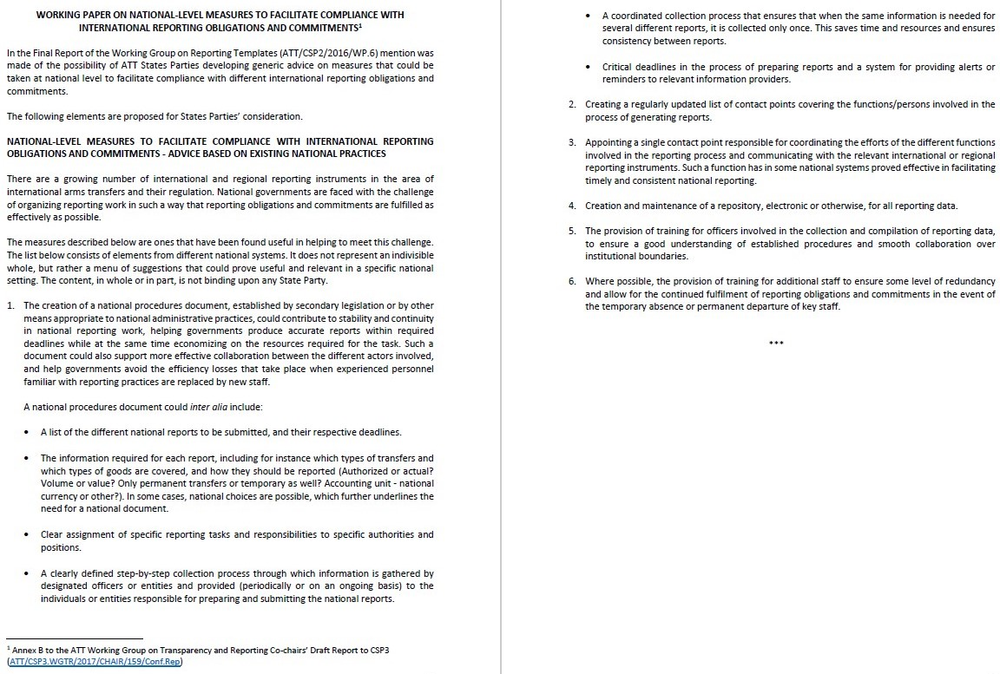 WORKING PAPER ON NATIONAL-LEVEL MEASURES TO FACILITATE COMPLIANCE WITH
INTERNATIONAL REPORTING OBLIGATIONS AND COMMITMENTS¹
In the Final Report of the Working Group on Reporting Templates (ATT/CSP2/2016/WP.6) mention was
made of the possibility of ATT States Parties developing generic advice on measures that could be
taken at national level to facilitate compliance with different international reporting obligations and
commitments.
The following elements are proposed for States Parties' consideration.
NATIONAL-LEVEL MEASURES TO FACILITATE COMPLIANCE WITH INTERNATIONAL REPORTING
OBLIGATIONS AND COMMITMENTS - ADVICE BASED ON EXISTING NATIONAL PRACTICES
There are a growing number of international and regional reporting instruments in the area of
international arms transfers and their regulation. National governments are faced with the challenge
of organizing reporting work in such a way that reporting obligations and commitments are fulfilled as
effectively as possible.
The measures described below are ones that have been found useful in helping to meet this challenge.
The list below consists of elements from different national systems. It does not represent an indivisible
whole, but rather a menu of suggestions that could prove useful and relevant in a specific national
setting. The content, in whole or in part, is not binding upon any State Party.
1. The creation of a national procedures document, established by secondary legislation or by other
means appropriate to national administrative practices, could contribute to stability and continuity
in national reporting work, helping governments produce accurate reports within required
deadlines while at the same time economizing on the resources required for the task. Such a
document could also support more effective collaboration between the different actors involved,
and help governments avoid the efficiency losses that take place when experienced personnel
familiar with reporting practices are replaced by new staff.
A national procedures document could inter alia include:
• A list of the different national reports to be submitted, and their respective deadlines.
• The information required for each report, including for instance which types of transfers and
which types of goods are covered, and how they should be reported (Authorized or actual?
Volume or value? Only permanent transfers or temporary as well? Accounting unit - national
currency or other?). In some cases, national choices are possible, which further underlines the
need for a national document.
• Clear assignment of specific reporting tasks and responsibilities to specific authorities and
positions.
• A clearly defined step-by-step collection process through which information is gathered by
designated officers or entities and provided (periodically or on an ongoing basis) to the
individuals or entities responsible for preparing and submitting the national reports.
¹ Annex B to the ATT Working Group on Transparency and Reporting Co-chairs' Draft Report to CSP3
(ATT/CSP3.WGTR/2017/CHAIR/159/Conf.Rep)
• A coordinated collection process that ensures that when the same information is needed for
several different reports, it is collected only once. This saves time and resources and ensures
consistency between reports.
• Critical deadlines in the process of preparing reports and a system for providing alerts or
reminders to relevant information providers.
2. Creating a regularly updated list of contact points covering the functions/persons involved in the
process of generating reports.
3. Appointing a single contact point responsible for coordinating the efforts of the different functions
involved in the reporting process and communicating with the relevant international or regional
reporting instruments. Such a function has in some national systems proved effective in facilitating
timely and consistent national reporting.
4. Creation and maintenance of a repository, electronic or otherwise, for all reporting data.
5. The provision of training for officers involved in the collection and compilation of reporting data,
to ensure a good understanding of established procedures and smooth collaboration over
institutional boundaries.
6. Where possible, the provision of training for additional staff to ensure some level of redundancy
and allow for the continued fulfilment of reporting obligations and commitments in the event of
the temporary absence or permanent departure of key staff.
***